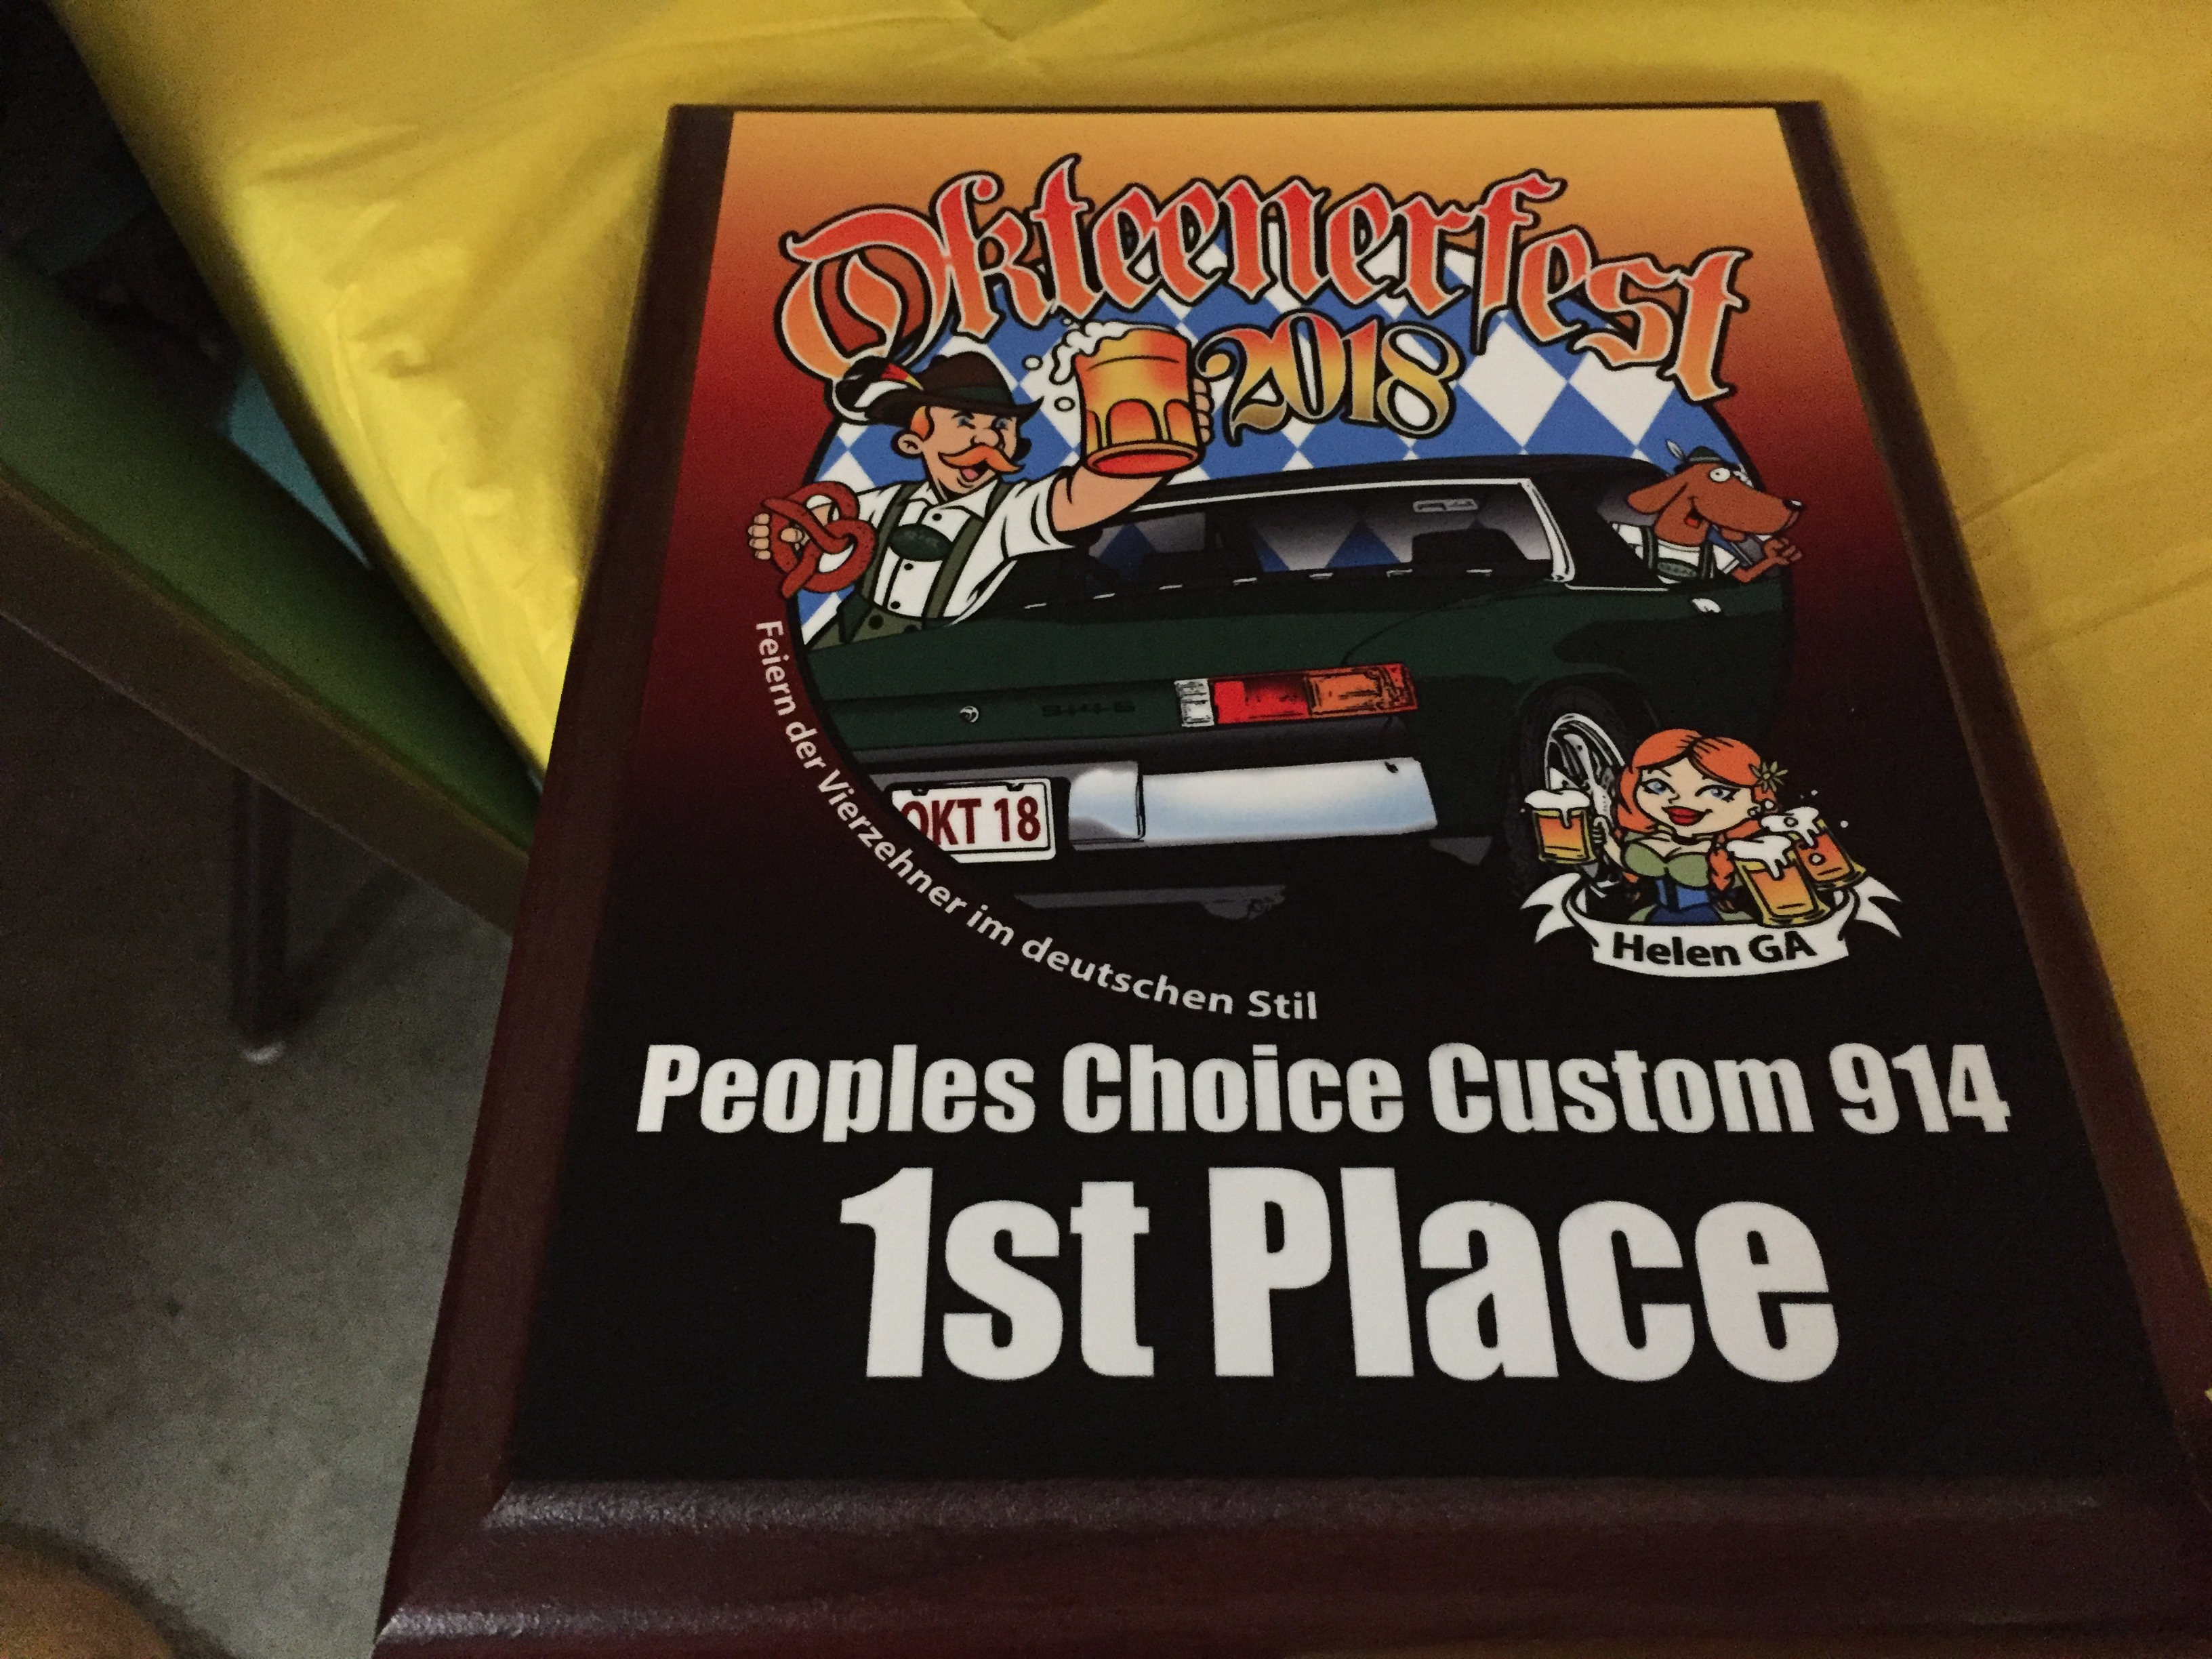 Okteenerfest
2018
OKT 18
Feiern der Vierzehner im deutschen Stil
Helen GA
Peoples Choice Custom 914
1st Place